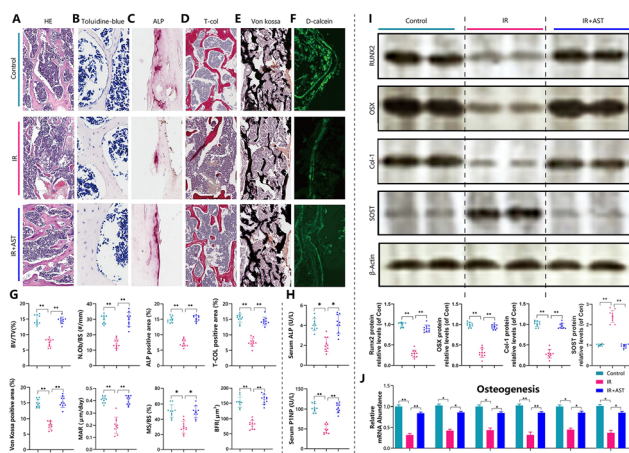 A HE
B Toluidine-blue
C ALP
D T-col
E Von kossa
F D-calcein
Control
IR
IR+AST
G
BV/TV(%)
N.OB/BS (#/mm)
ALP positive area (%)
T-COL positive area (%)
H
Serum ALP (U/L)
Von Kossa positive area (%)
MAR (μm/day)
MS/BS (%)
BFR( μm²)
Serum P1NP (U/L)
I
Control
IR
IR+AST
RUNX2
OSX
Col-1
SOST
β-Actin
Runx2 protein
relative levels (of Con)
OSX protein
relative levels (of Con)
Col-1 protein
relative levels (of Con)
SOST protein
relative levels (of Con)
J
Osteogenesis
Control
IR
IR+AST
Relative
mRNA Abundance